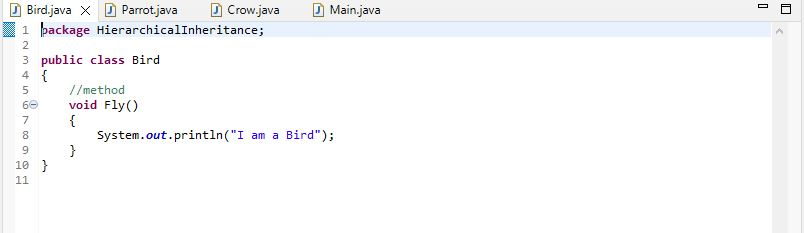 Bird.java Parrot.java Crow.java Main.java
1 package HierarchicalInheritance;
2
3 public class Bird
4 {
5     //method
6     void Fly()
7     {
8         System.out.println("I am a Bird");
9     }
10 }
11